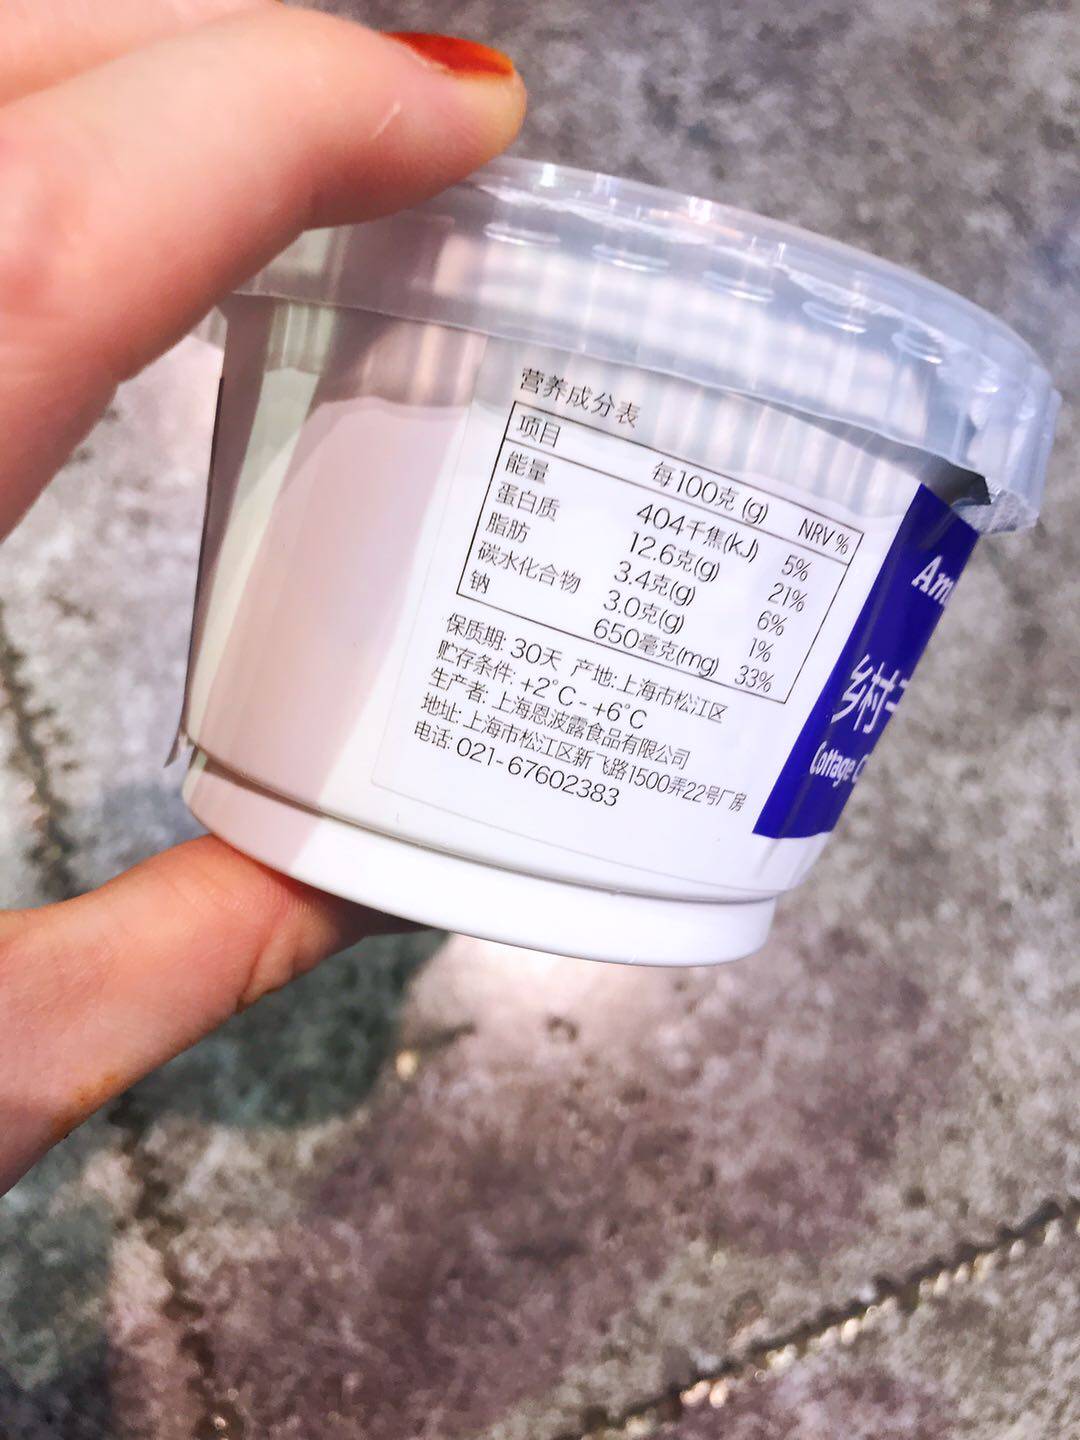 营养成分表
项目 每100克 (g) NRV %
能量 404千焦(kJ) 5%
蛋白质 12.6克(g) 21%
脂肪 3.4克(g) 6%
碳水化合物 3.0克(g) 1%
钠 650毫克(mg) 33%
保质期: 30天 产地: 上海市松江区
贮存条件: +2°C - +6°C
生产者: 上海恩波露食品有限公司
地址: 上海市松江区新飞路1500弄22号厂房
电话: 021-67602383
乡村
Cottage